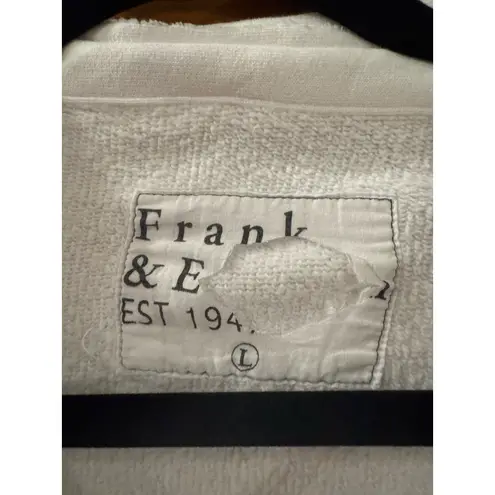 Frank
& E
EST 194.
L